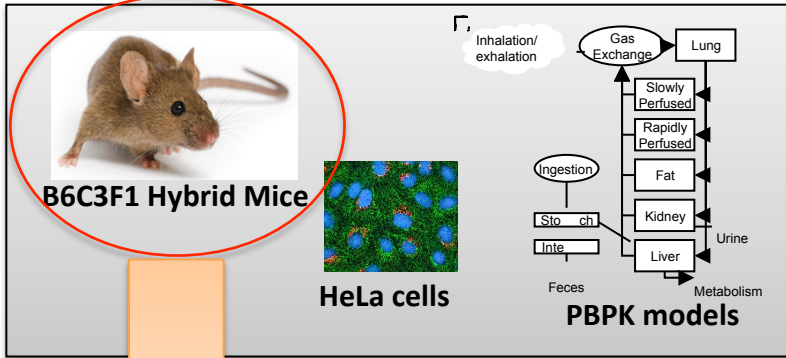 B6C3F1 Hybrid Mice
HeLa cells
Inhalation/
exhalation
Gas
Exchange
Lung
Slowly
Perfused
Rapidly
Perfused
Fat
Kidney
Liver
Ingestion
Sto ch
Inte
Feces
Urine
Metabolism
PBPK models